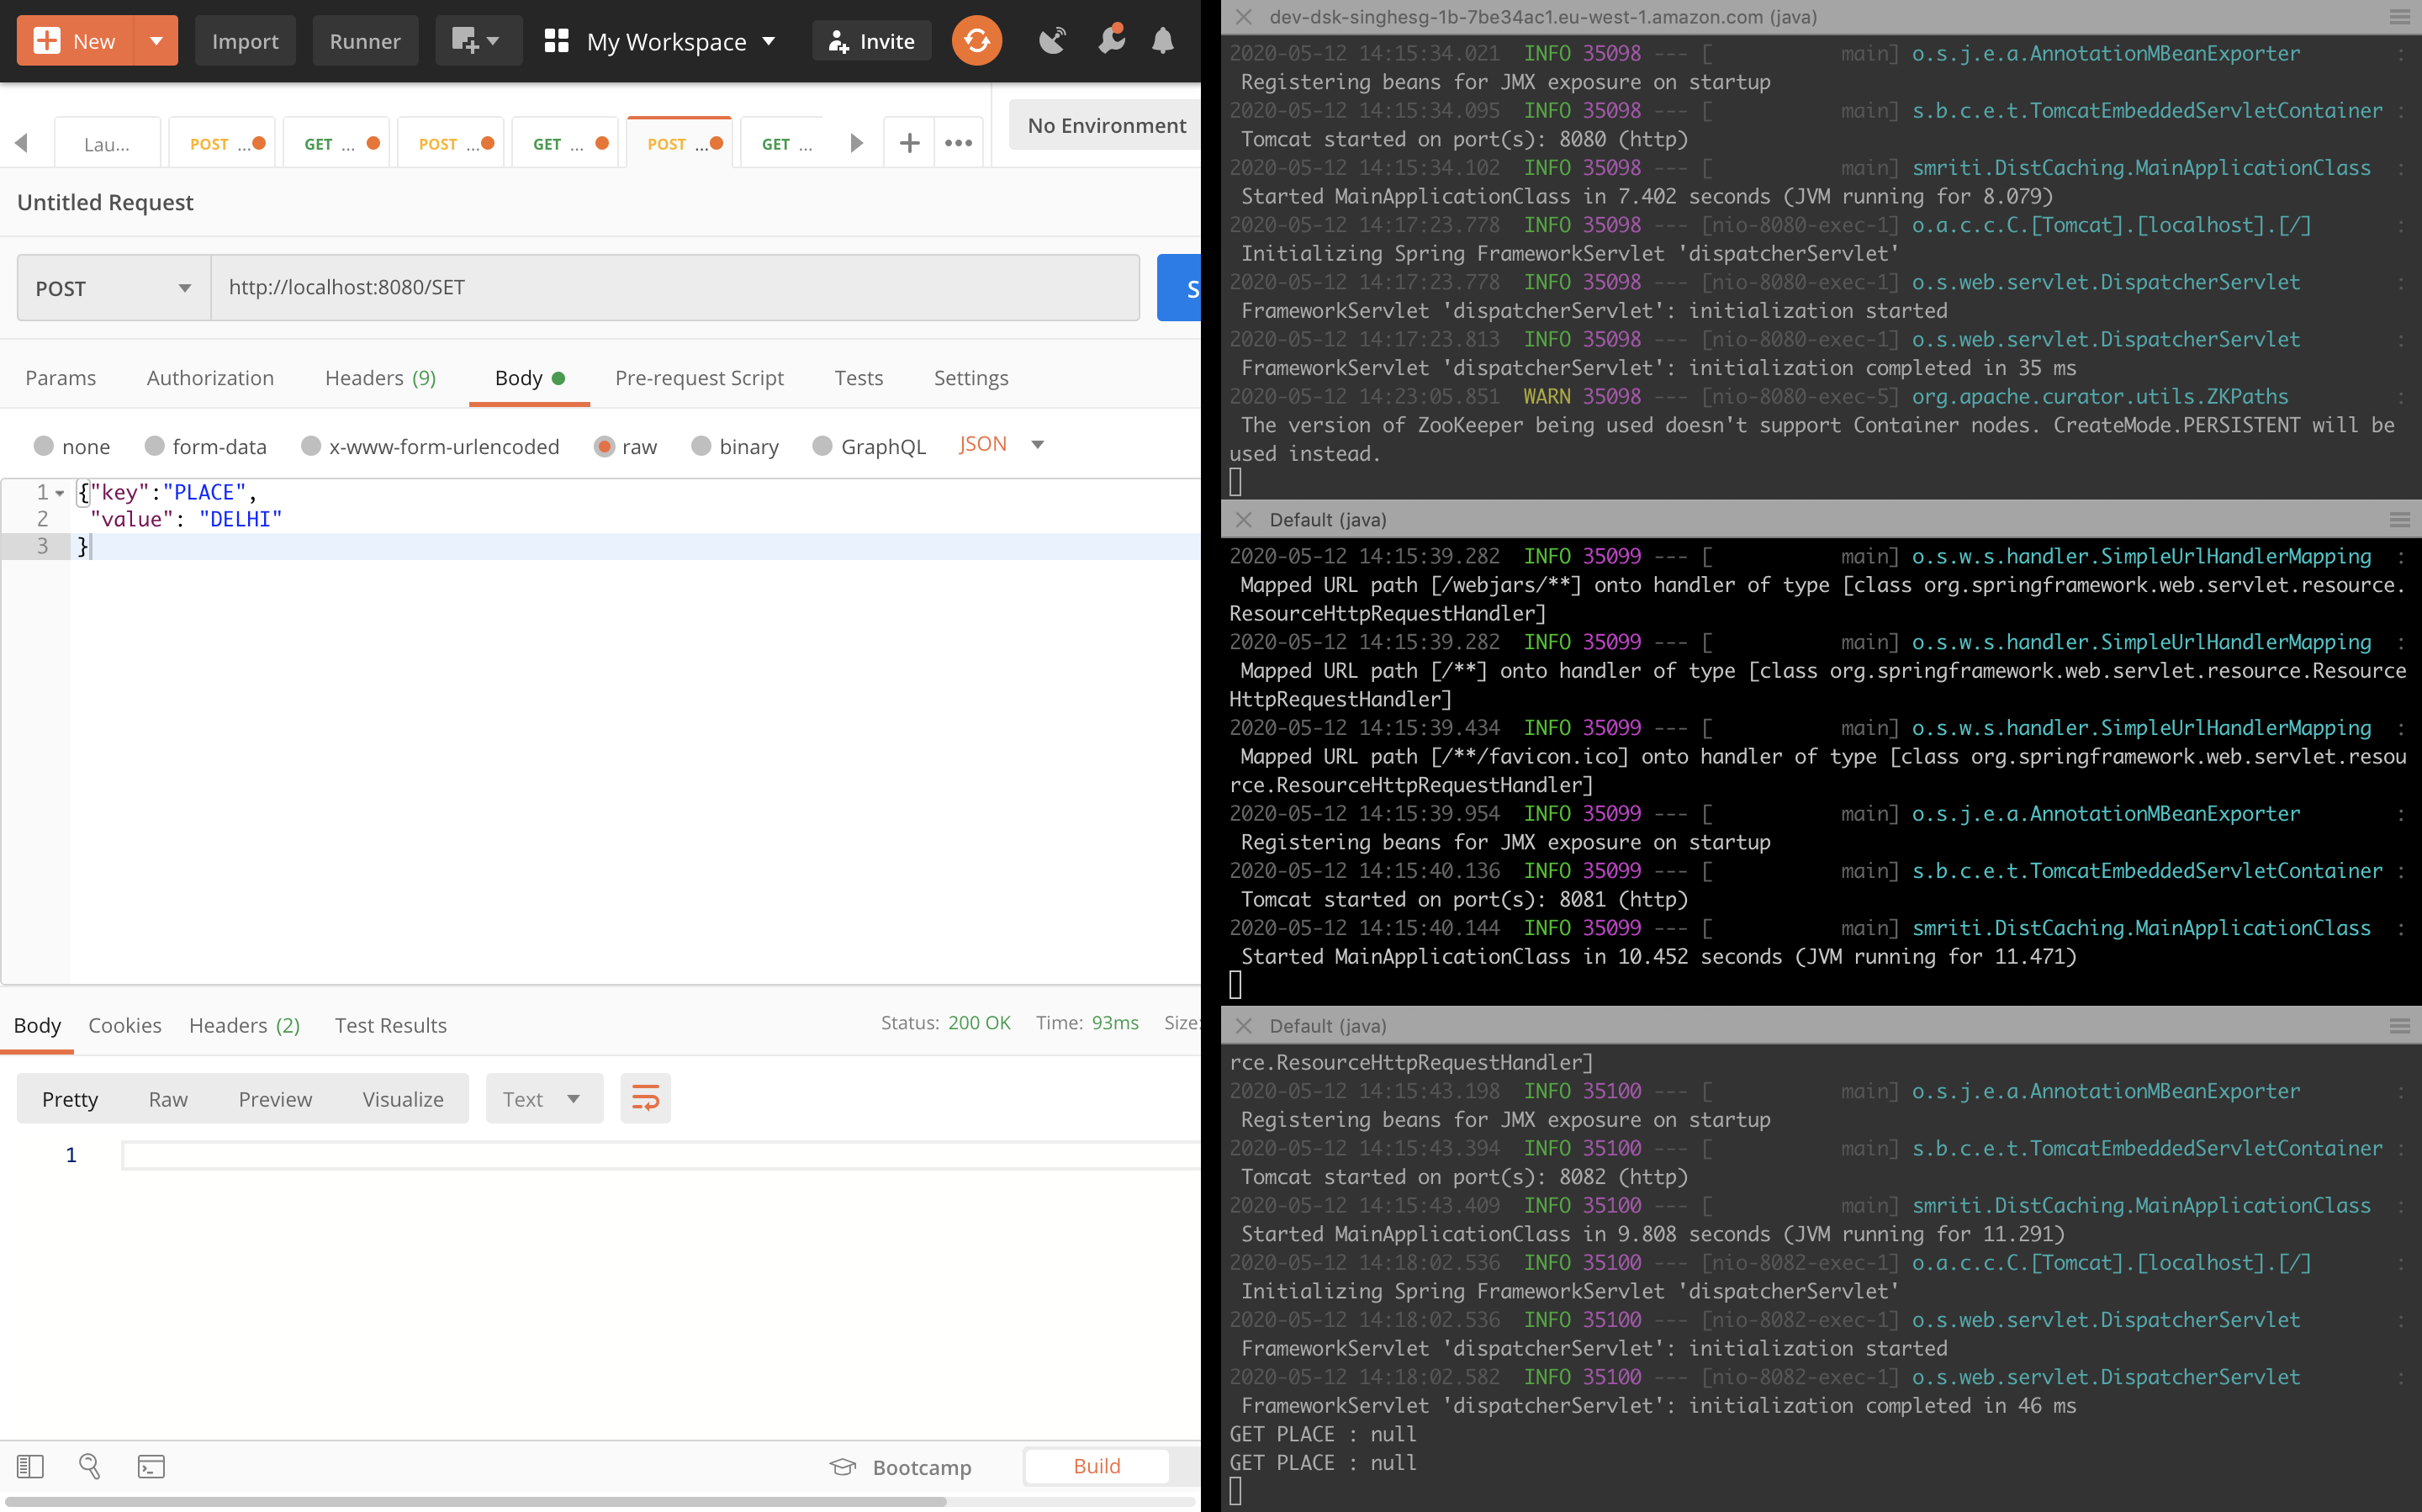 New Import Runner My Workspace Invite
Lau... POST ... GET ... POST ... GET ... POST ... GET ... No Environment
Untitled Request
POST http://localhost:8080/SET S
Params Authorization Headers (9) Body Pre-request Script Tests Settings
none form-data x-www-form-urlencoded raw binary GraphQL JSON
1 {"key":"PLACE",
2 "value": "DELHI"
3 }
Body Cookies Headers (2) Test Results Status: 200 OK Time: 93ms Size:
Pretty Raw Preview Visualize Text
1
Bootcamp Build
dev-dsk-singhesg-1b-7be34ac1.eu-west-1.amazon.com (java)
2020-05-12 14:15:34.021 INFO 35098 --- [ main] o.s.j.e.a.AnnotationMBeanExporter :
Registering beans for JMX exposure on startup
2020-05-12 14:15:34.095 INFO 35098 --- [ main] s.b.c.e.t.TomcatEmbeddedServletContainer :
Tomcat started on port(s): 8080 (http)
2020-05-12 14:15:34.102 INFO 35098 --- [ main] smriti.DistCaching.MainApplicationClass :
Started MainApplicationClass in 7.402 seconds (JVM running for 8.079)
2020-05-12 14:17:23.778 INFO 35098 --- [nio-8080-exec-1] o.a.c.c.C.[Tomcat].[localhost].[/] :
Initializing Spring FrameworkServlet 'dispatcherServlet'
2020-05-12 14:17:23.778 INFO 35098 --- [nio-8080-exec-1] o.s.web.servlet.DispatcherServlet :
FrameworkServlet 'dispatcherServlet': initialization started
2020-05-12 14:17:23.813 INFO 35098 --- [nio-8080-exec-1] o.s.web.servlet.DispatcherServlet :
FrameworkServlet 'dispatcherServlet': initialization completed in 35 ms
2020-05-12 14:23:05.851 WARN 35098 --- [nio-8080-exec-5] org.apache.curator.utils.ZKPaths :
The version of ZooKeeper being used doesn't support Container nodes. CreateMode.PERSISTENT will be
used instead.
Default (java)
2020-05-12 14:15:39.282 INFO 35099 --- [ main] o.s.w.s.handler.SimpleUrlHandlerMapping :
Mapped URL path [/webjars/**] onto handler of type [class org.springframework.web.servlet.resource.
ResourceHttpRequestHandler]
2020-05-12 14:15:39.282 INFO 35099 --- [ main] o.s.w.s.handler.SimpleUrlHandlerMapping :
Mapped URL path [/**] onto handler of type [class org.springframework.web.servlet.resource.Resource
HttpRequestHandler]
2020-05-12 14:15:39.434 INFO 35099 --- [ main] o.s.w.s.handler.SimpleUrlHandlerMapping :
Mapped URL path [/**/favicon.ico] onto handler of type [class org.springframework.web.servlet.resou
rce.ResourceHttpRequestHandler]
2020-05-12 14:15:39.954 INFO 35099 --- [ main] o.s.j.e.a.AnnotationMBeanExporter :
Registering beans for JMX exposure on startup
2020-05-12 14:15:40.136 INFO 35099 --- [ main] s.b.c.e.t.TomcatEmbeddedServletContainer :
Tomcat started on port(s): 8081 (http)
2020-05-12 14:15:40.144 INFO 35099 --- [ main] smriti.DistCaching.MainApplicationClass :
Started MainApplicationClass in 10.452 seconds (JVM running for 11.471)
Default (java)
rce.ResourceHttpRequestHandler]
2020-05-12 14:15:43.198 INFO 35100 --- [ main] o.s.j.e.a.AnnotationMBeanExporter :
Registering beans for JMX exposure on startup
2020-05-12 14:15:43.394 INFO 35100 --- [ main] s.b.c.e.t.TomcatEmbeddedServletContainer :
Tomcat started on port(s): 8082 (http)
2020-05-12 14:15:43.409 INFO 35100 --- [ main] smriti.DistCaching.MainApplicationClass :
Started MainApplicationClass in 9.808 seconds (JVM running for 11.291)
2020-05-12 14:18:02.536 INFO 35100 --- [nio-8082-exec-1] o.a.c.c.C.[Tomcat].[localhost].[/] :
Initializing Spring FrameworkServlet 'dispatcherServlet'
2020-05-12 14:18:02.536 INFO 35100 --- [nio-8082-exec-1] o.s.web.servlet.DispatcherServlet :
FrameworkServlet 'dispatcherServlet': initialization started
2020-05-12 14:18:02.582 INFO 35100 --- [nio-8082-exec-1] o.s.web.servlet.DispatcherServlet :
FrameworkServlet 'dispatcherServlet': initialization completed in 46 ms
GET PLACE : null
GET PLACE : null